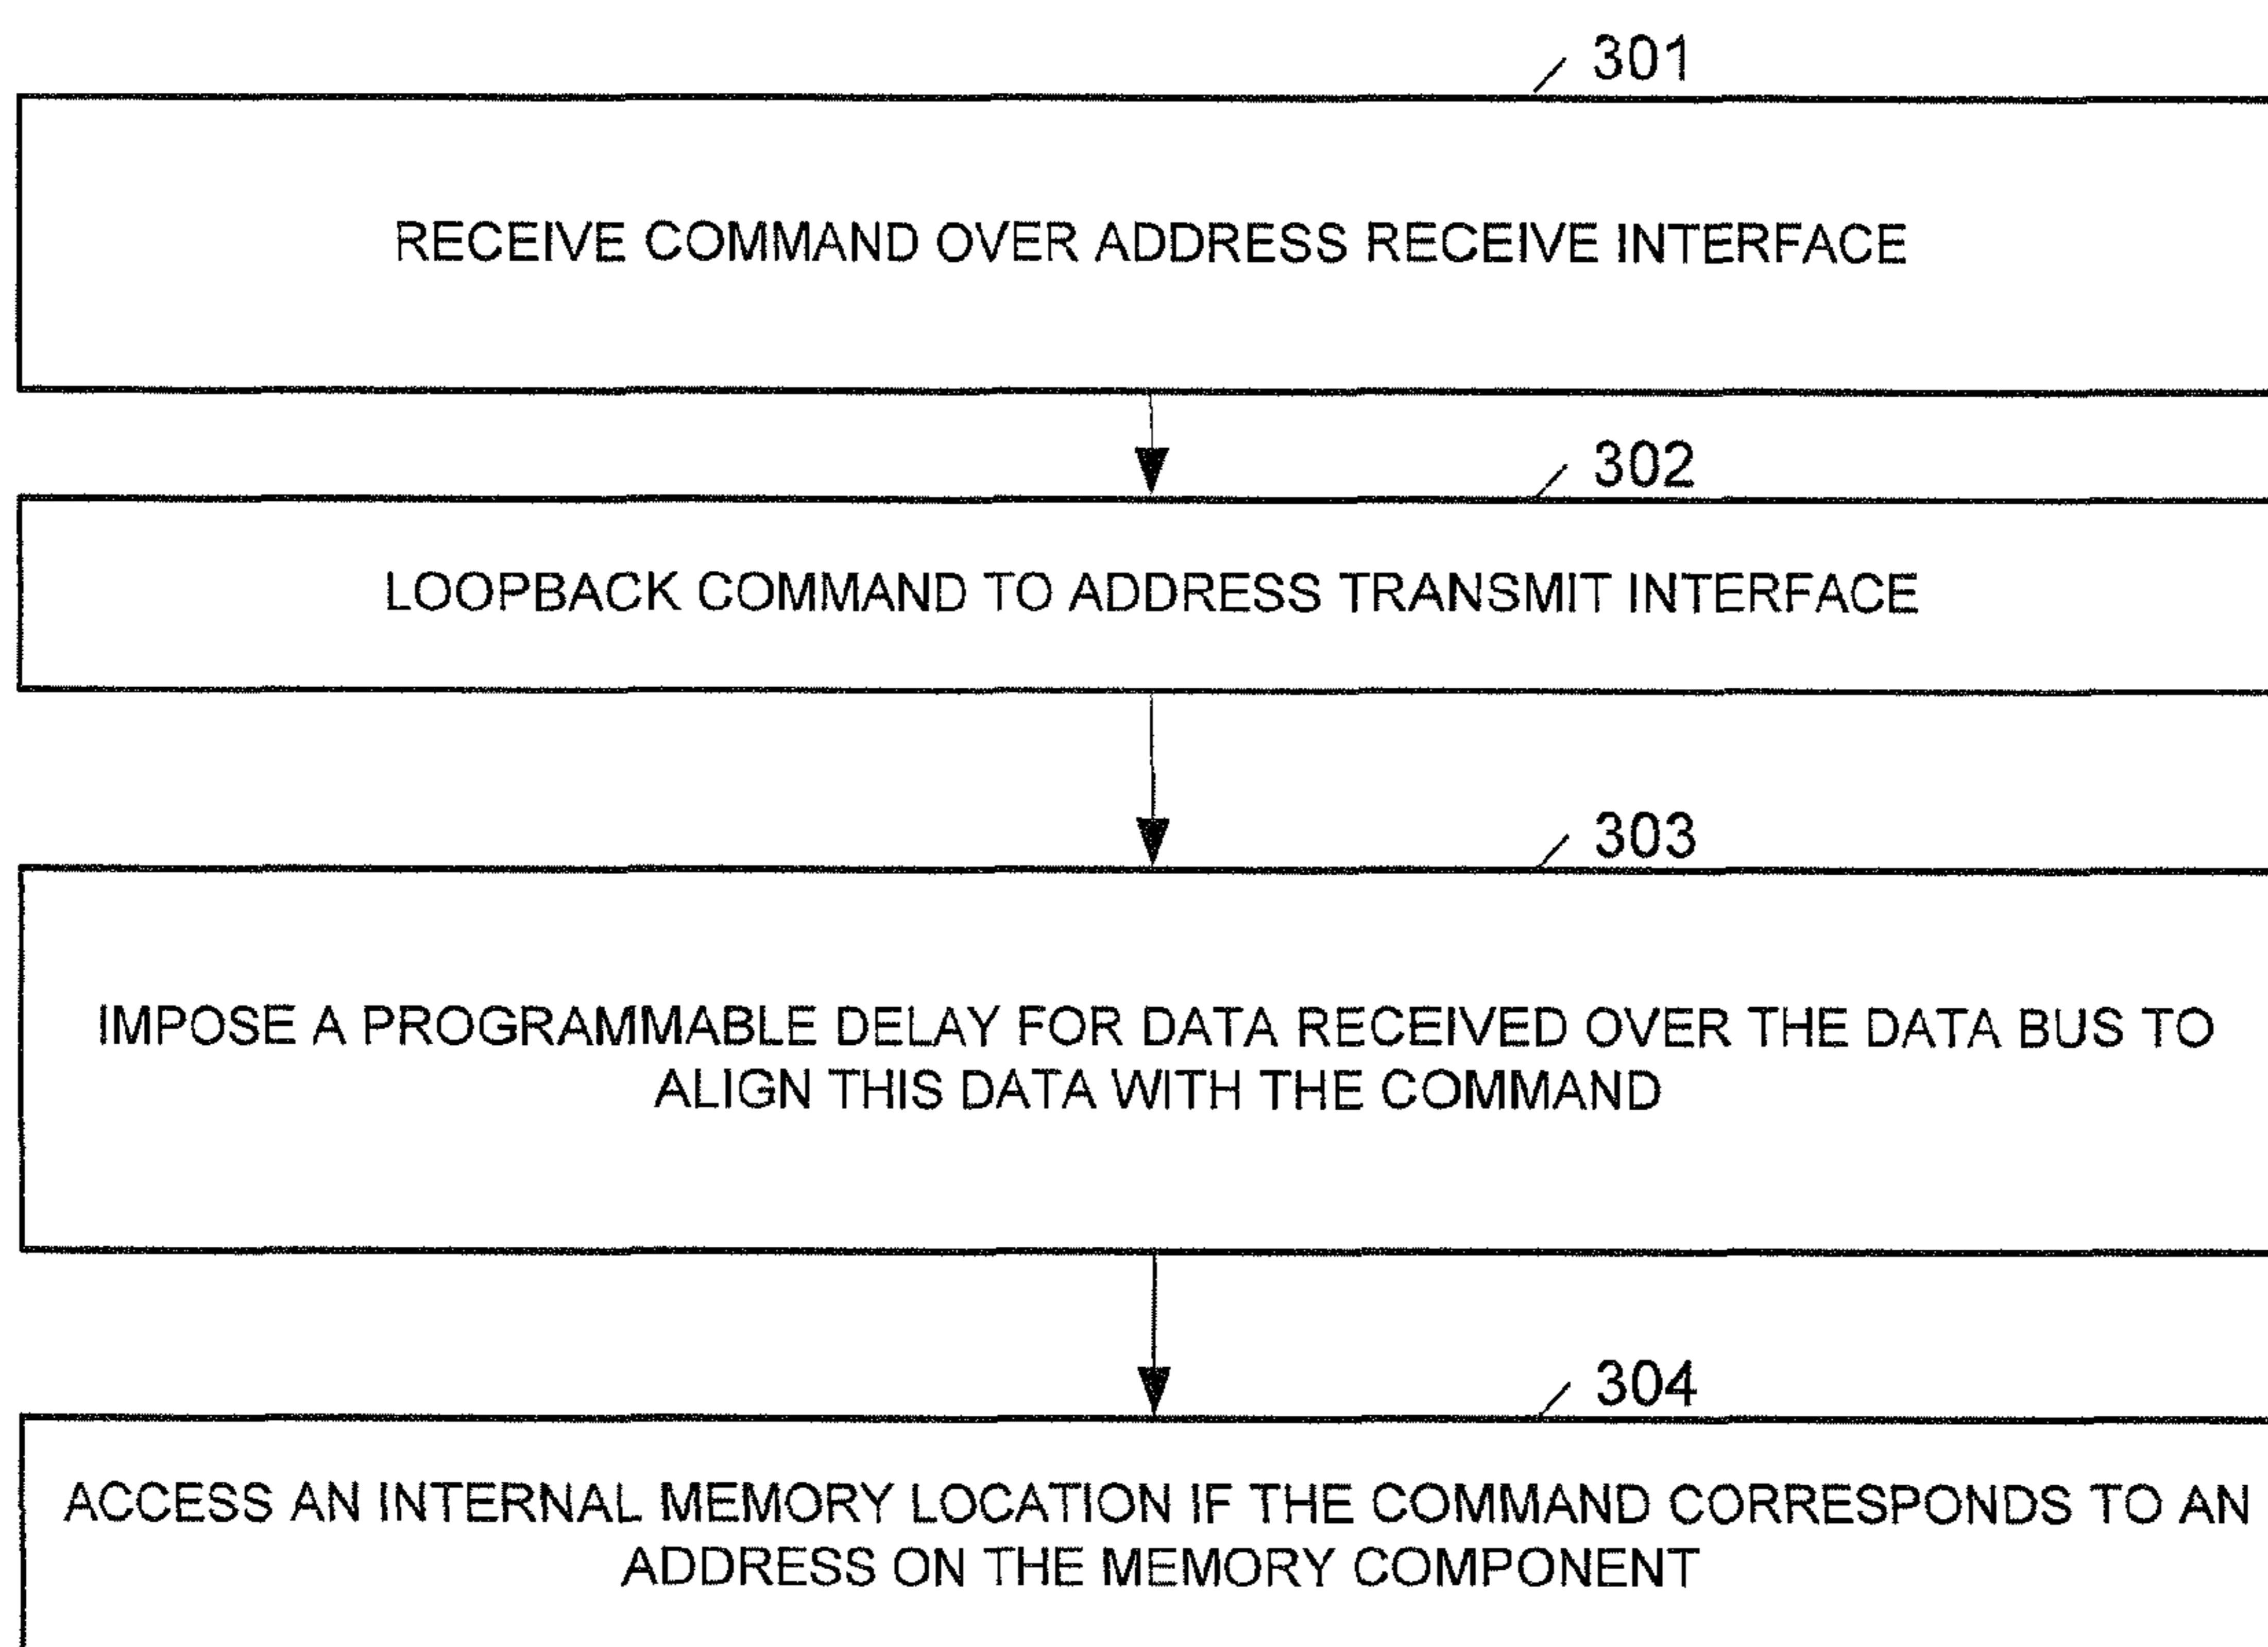 301
RECEIVE COMMAND OVER ADDRESS RECEIVE INTERFACE
302
LOOPBACK COMMAND TO ADDRESS TRANSMIT INTERFACE
303
IMPOSE A PROGRAMMABLE DELAY FOR DATA RECEIVED OVER THE DATA BUS TO
ALIGN THIS DATA WITH THE COMMAND
304
ACCESS AN INTERNAL MEMORY LOCATION IF THE COMMAND CORRESPONDS TO AN
ADDRESS ON THE MEMORY COMPONENT